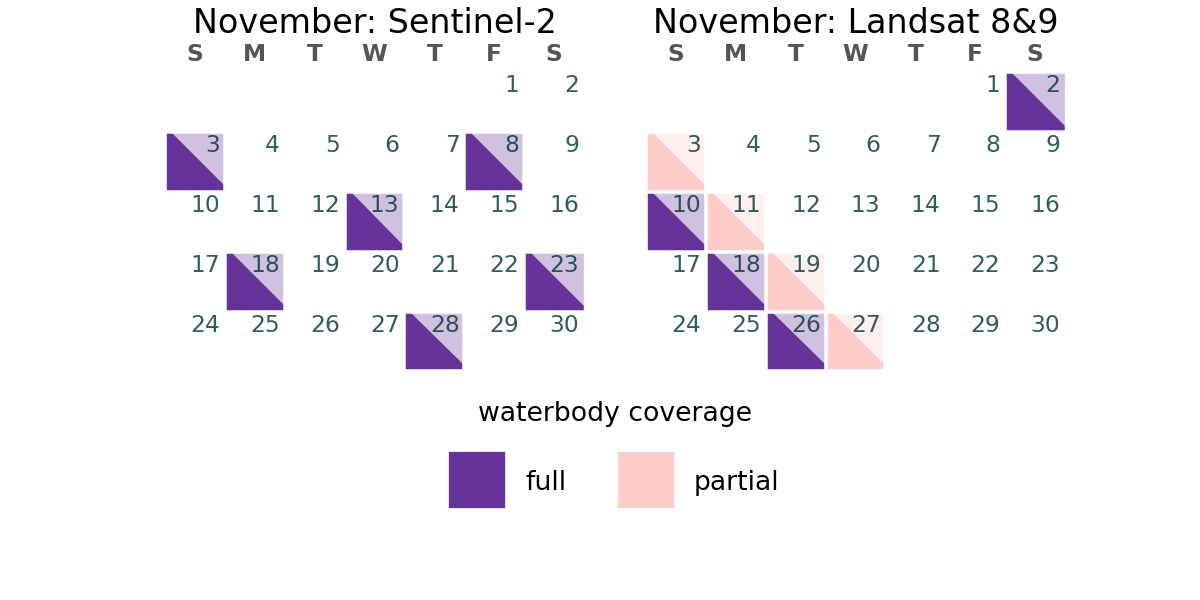 November: Sentinel-2
S M T W T F S
1 2
3 4 5 6 7 8 9
10 11 12 13 14 15 16
17 18 19 20 21 22 23
24 25 26 27 28 29 30
November: Landsat 8&9
S M T W T F S
1 2
3 4 5 6 7 8 9
10 11 12 13 14 15 16
17 18 19 20 21 22 23
24 25 26 27 28 29 30
waterbody coverage
full
partial